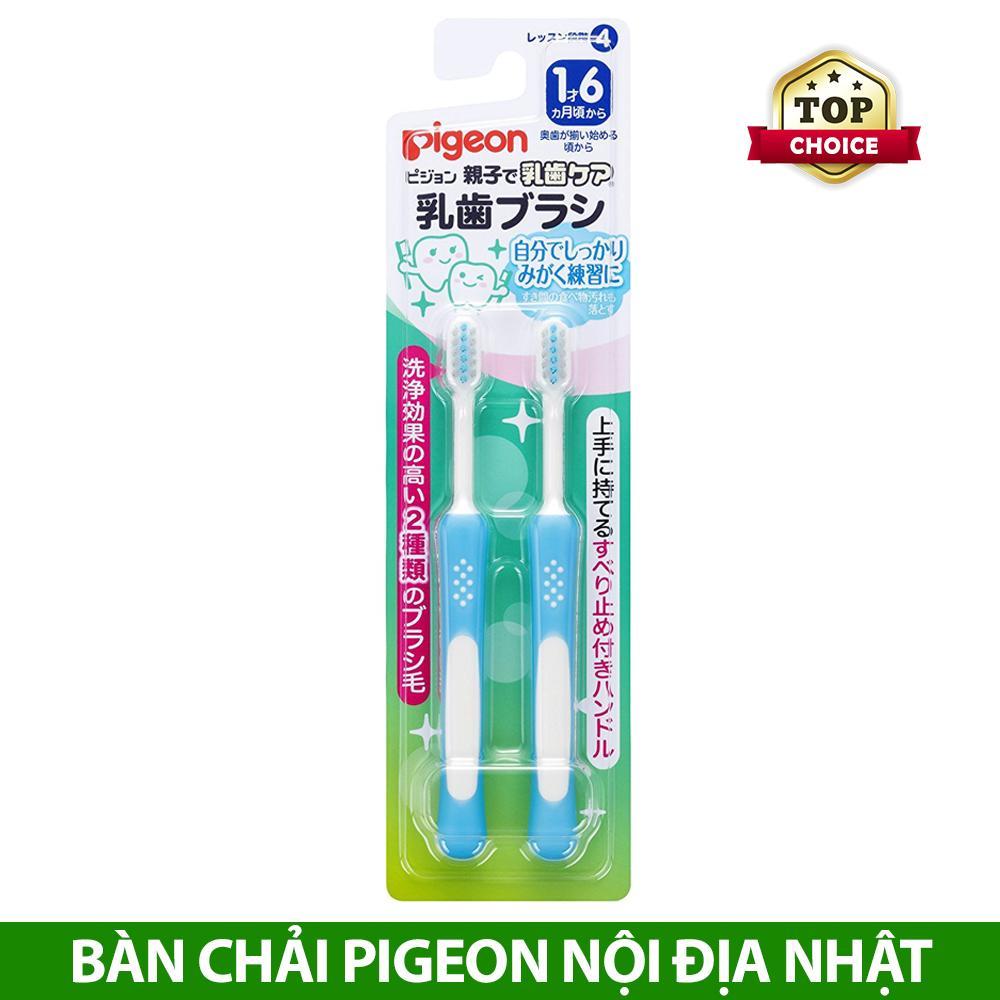 レッスン段階4
1才6
カ月頃から
奥歯が揃い始める
頃から
Pigeon
ピジョン 親子で乳歯ケア®
乳歯ブラシ
自分でしっかり
みがく練習に
すき間の食べ物汚れも
落とす
洗浄効果の高い2種類のブラシ毛
上手に持てるすべり止め付きハンドル
TOP
CHOICE
BÀN CHẢI PIGEON NỘI ĐỊA NHẬT